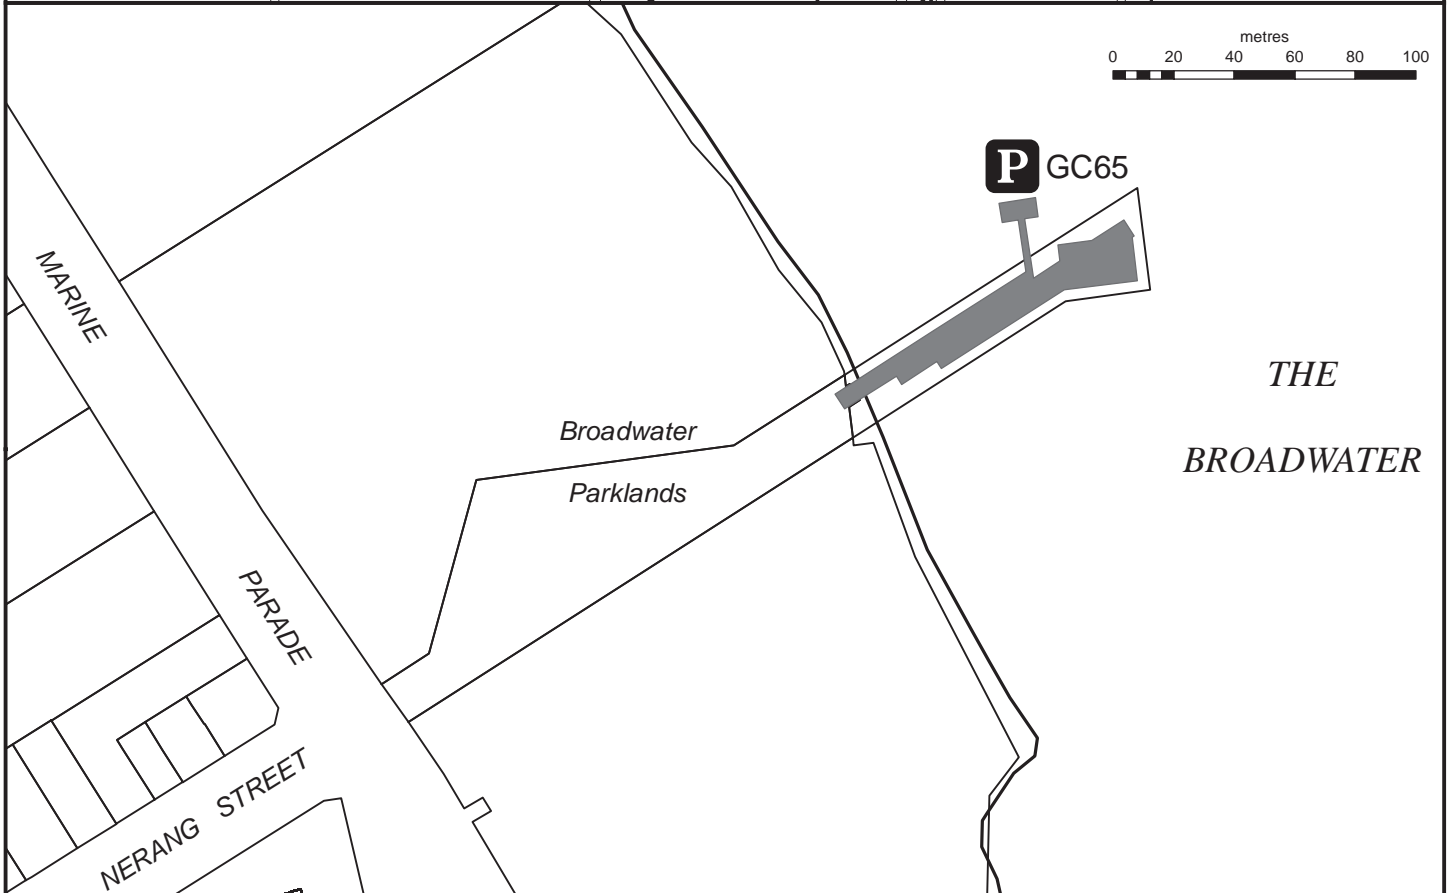 metres
0 20 40 60 80 100
P GC65
MARINE
THE
Broadwater
BROADWATER
Parklands
PARADE
NERANG STREET